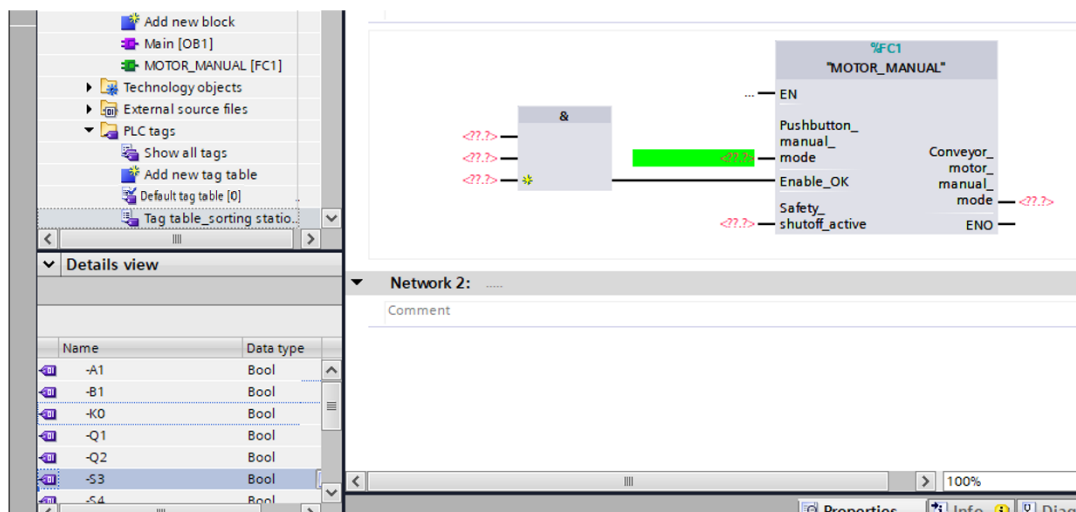 Add new block
Main [OB1]
MOTOR_MANUAL [FC1]
Technology objects
External source files
PLC tags
Show all tags
Add new tag table
Default tag table [0]
Tag table_sorting statio..
Details view
Name Data type
-A1 Bool
-B1 Bool
-K0 Bool
-Q1 Bool
-Q2 Bool
-S3 Bool
-S4 Bool
&
<??.?>
<??.?>
<??.?>
%FC1
"MOTOR_MANUAL"
... EN
Pushbutton_
manual_
<??.?> mode
Enable_OK
Safety_
<??.?> shutoff_active
Conveyor_
motor_
manual_
mode <??.?>
ENO
Network 2: .....
Comment
100%
Properties Info Diag